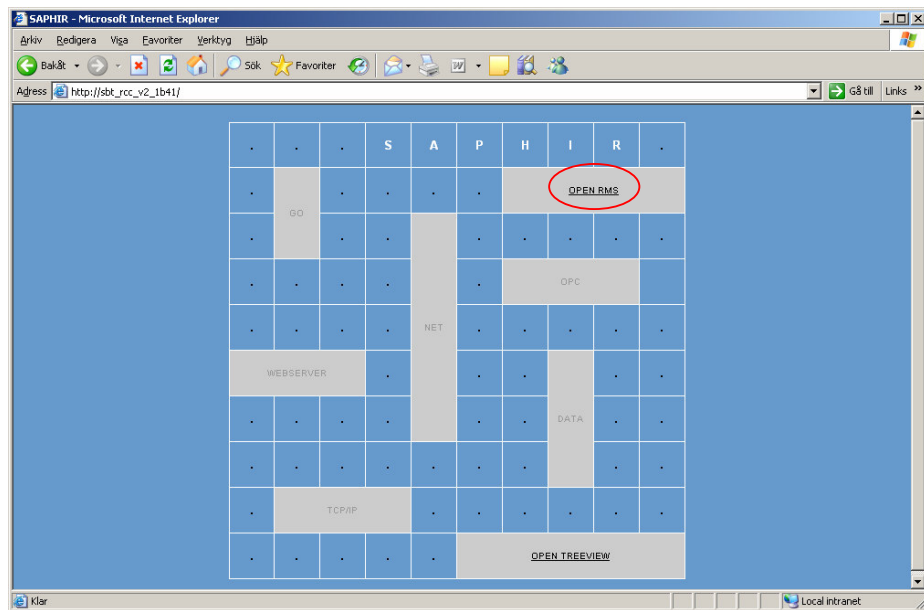 SAPHIR - Microsoft Internet Explorer
Arkiv Redigera Visa Favoriter Verktyg Hjälp
Bakåt Sök Favoriter
Adress http://sbt_rcc_v2_1b41/ Gå till Links »
. . . S A P H I R .
. . . . . OPEN RMS
GO
. . . . . . . .
. . . . . OPC
. . . . NET . . . . .
WEBSERVER . . . . .
. . . . . . DATA . .
. . . . . . . . .
. TCP/IP . . . . . .
. . . . . OPEN TREEVIEW
Klar Local intranet